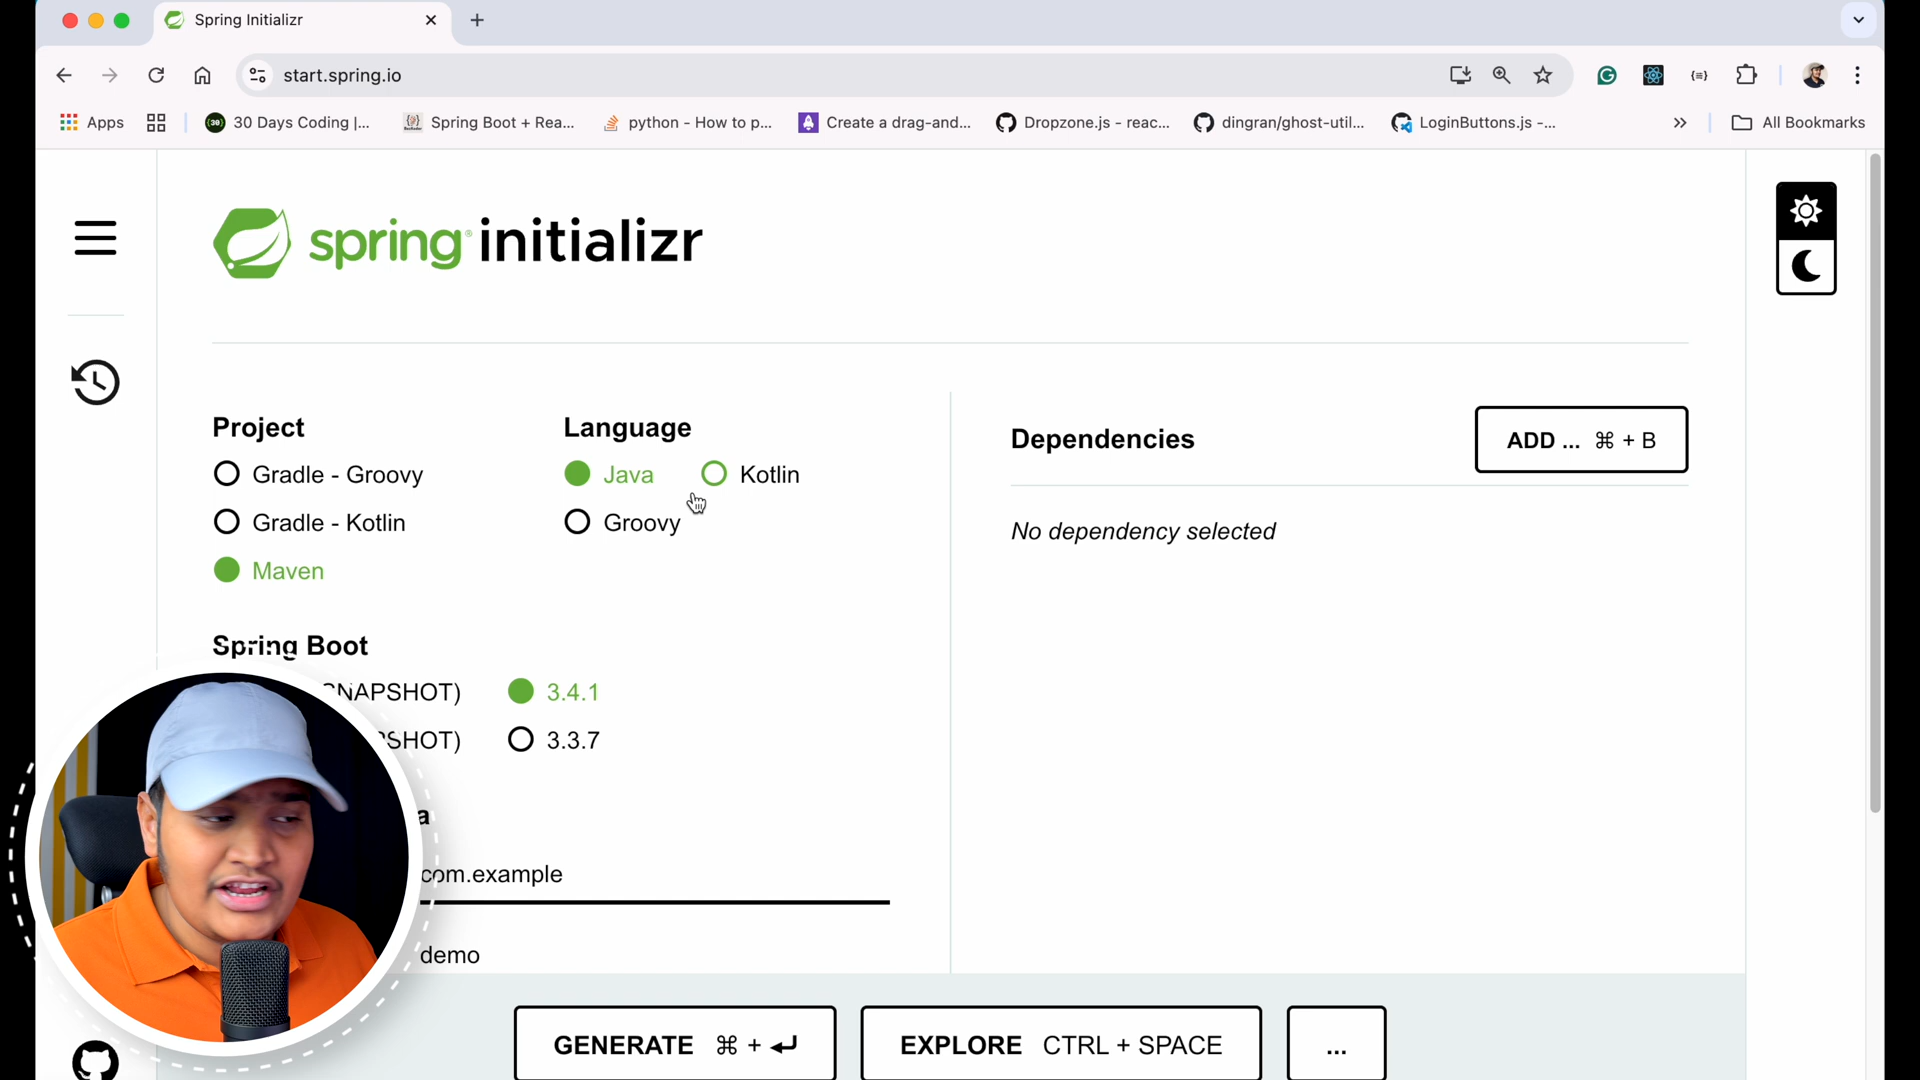 Spring Initializr
start.spring.io
Apps
30 Days Coding |...
Spring Boot + Rea...
python - How to p...
Create a drag-and...
Dropzone.js - reac...
dingran/ghost-util...
LoginButtons.js -...
All Bookmarks
spring initializr
Project
Gradle - Groovy
Gradle - Kotlin
Maven
Language
Java Kotlin
Groovy
Spring Boot
SNAPSHOT) 3.4.1
SHOT) 3.3.7
a
com.example
demo
Dependencies
ADD ... ⌘ + B
No dependency selected
GENERATE ⌘ + ↵
EXPLORE CTRL + SPACE
...